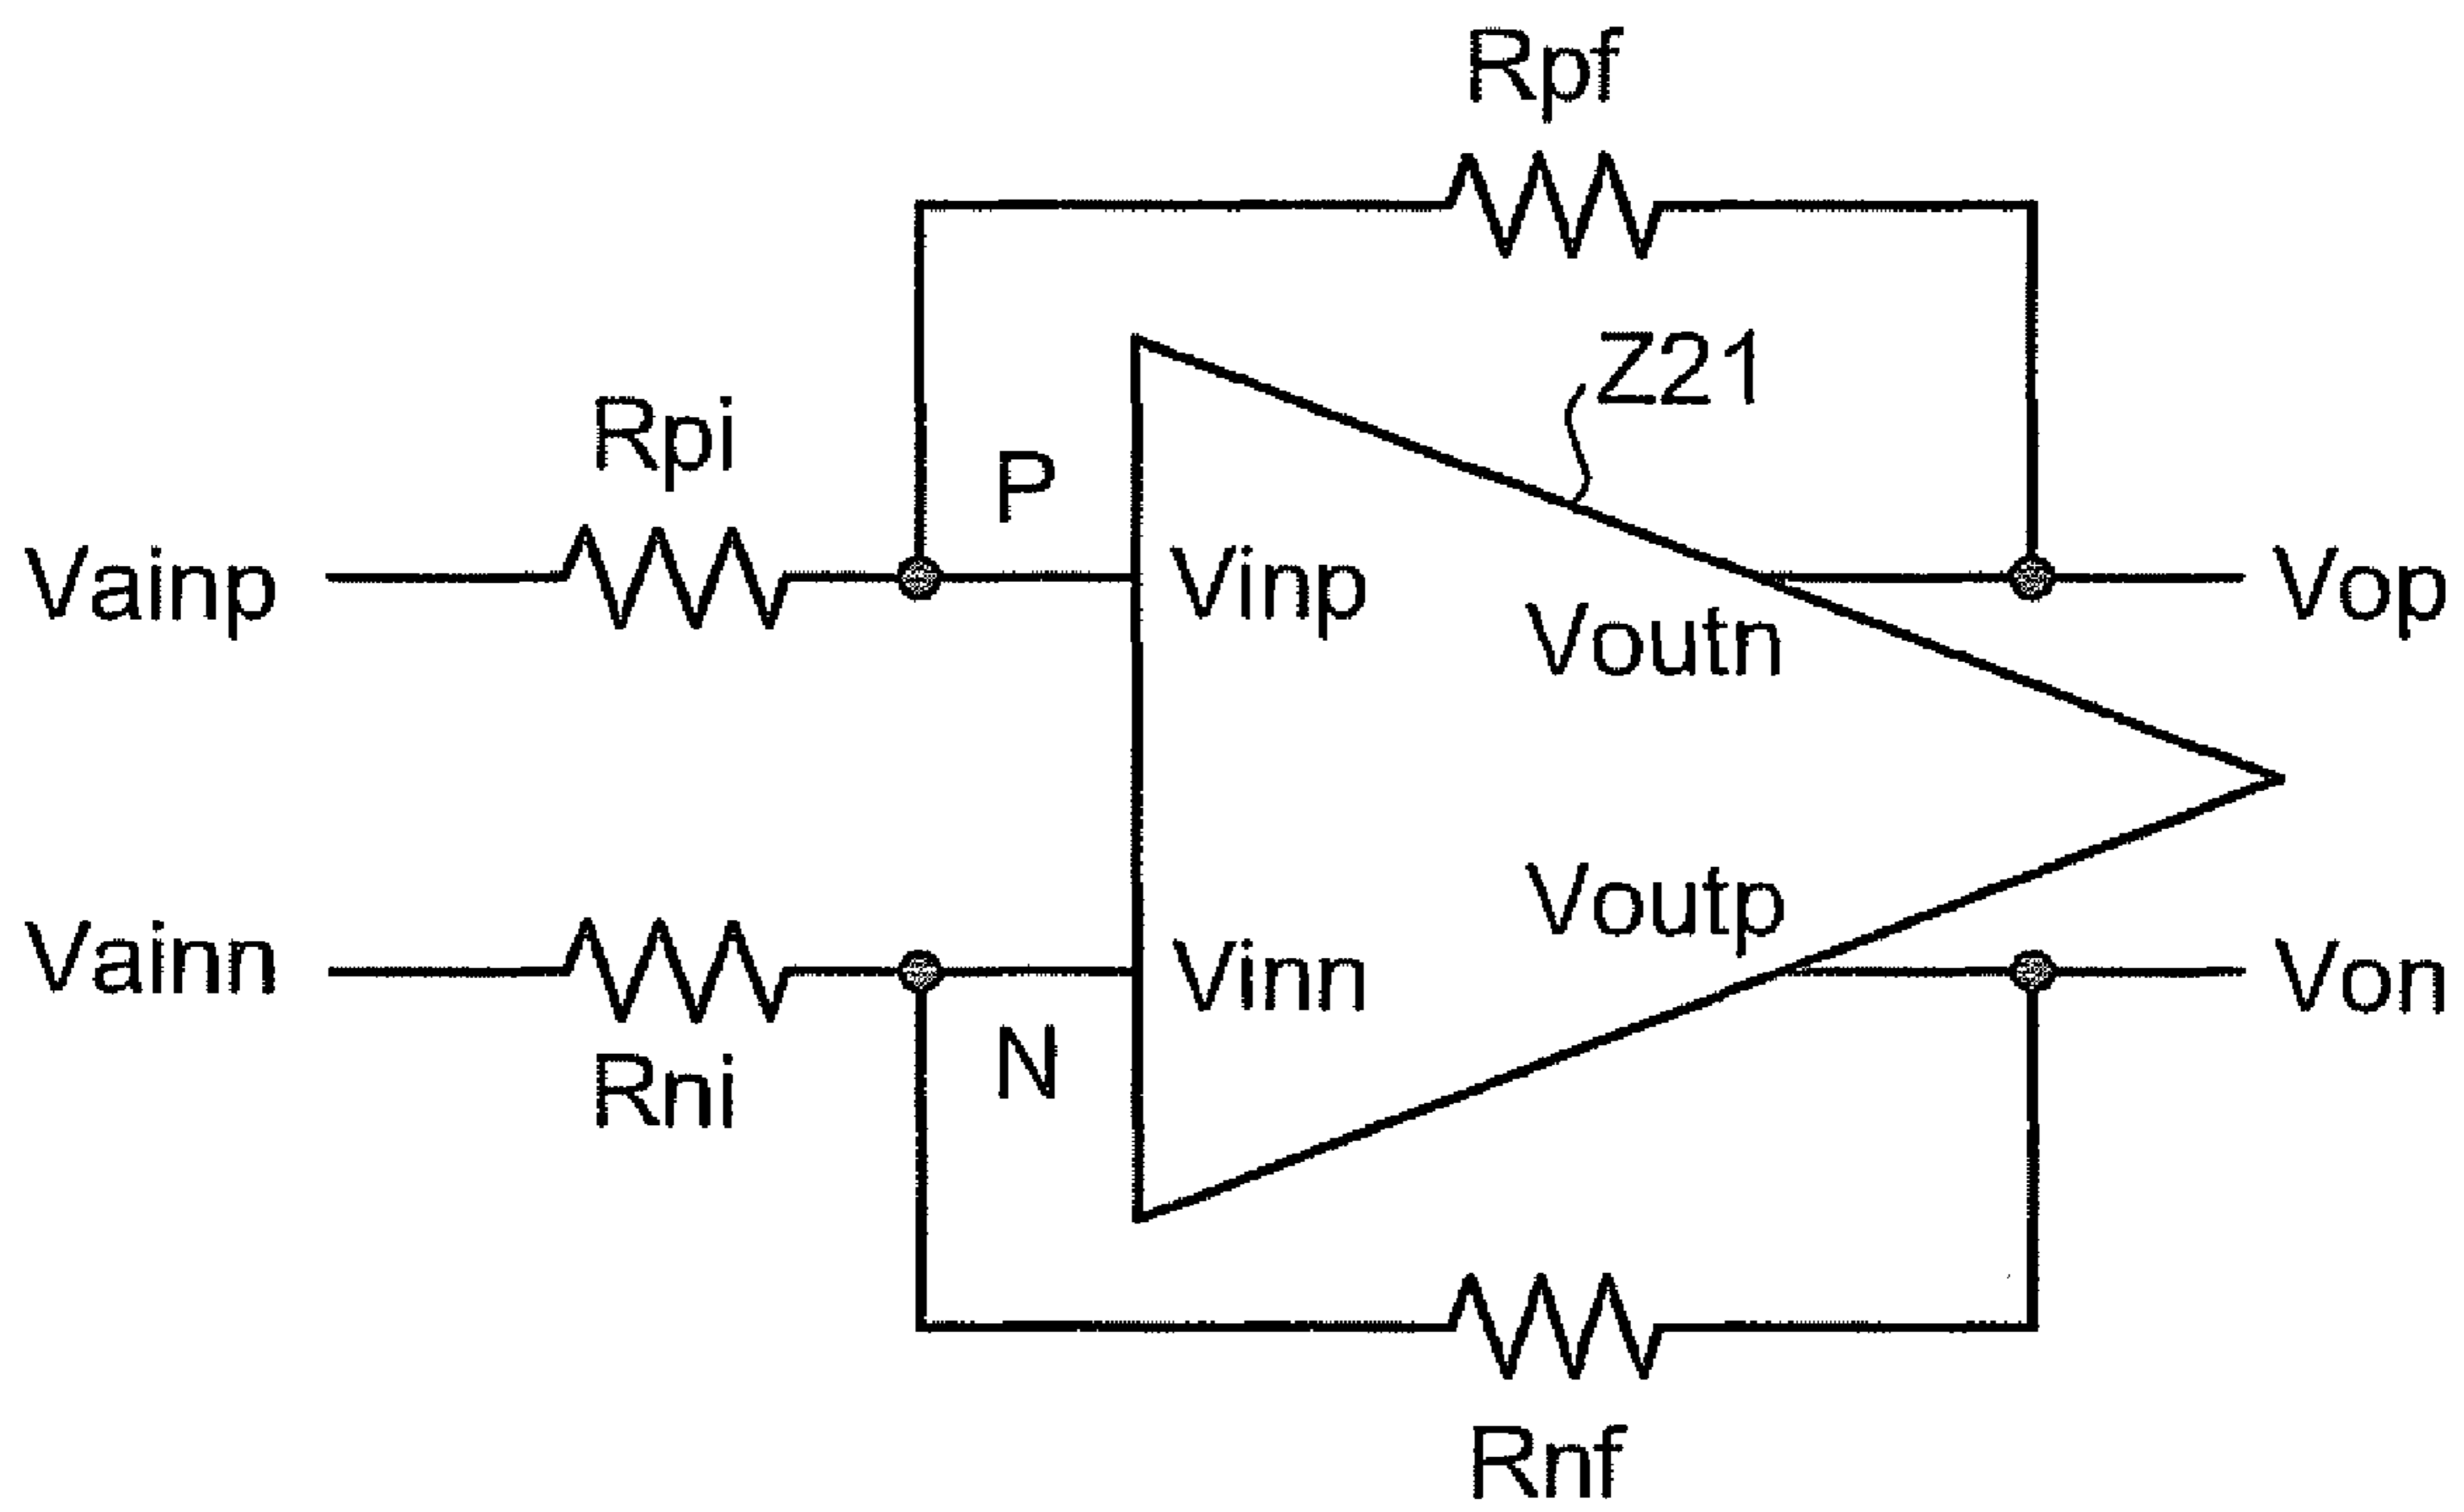 Rpf
Z21
Rpi
P
Vainp
Vinp
Voutn
Vop
Vainn
Vinn
Voutp
Von
Rni
N
Rnf